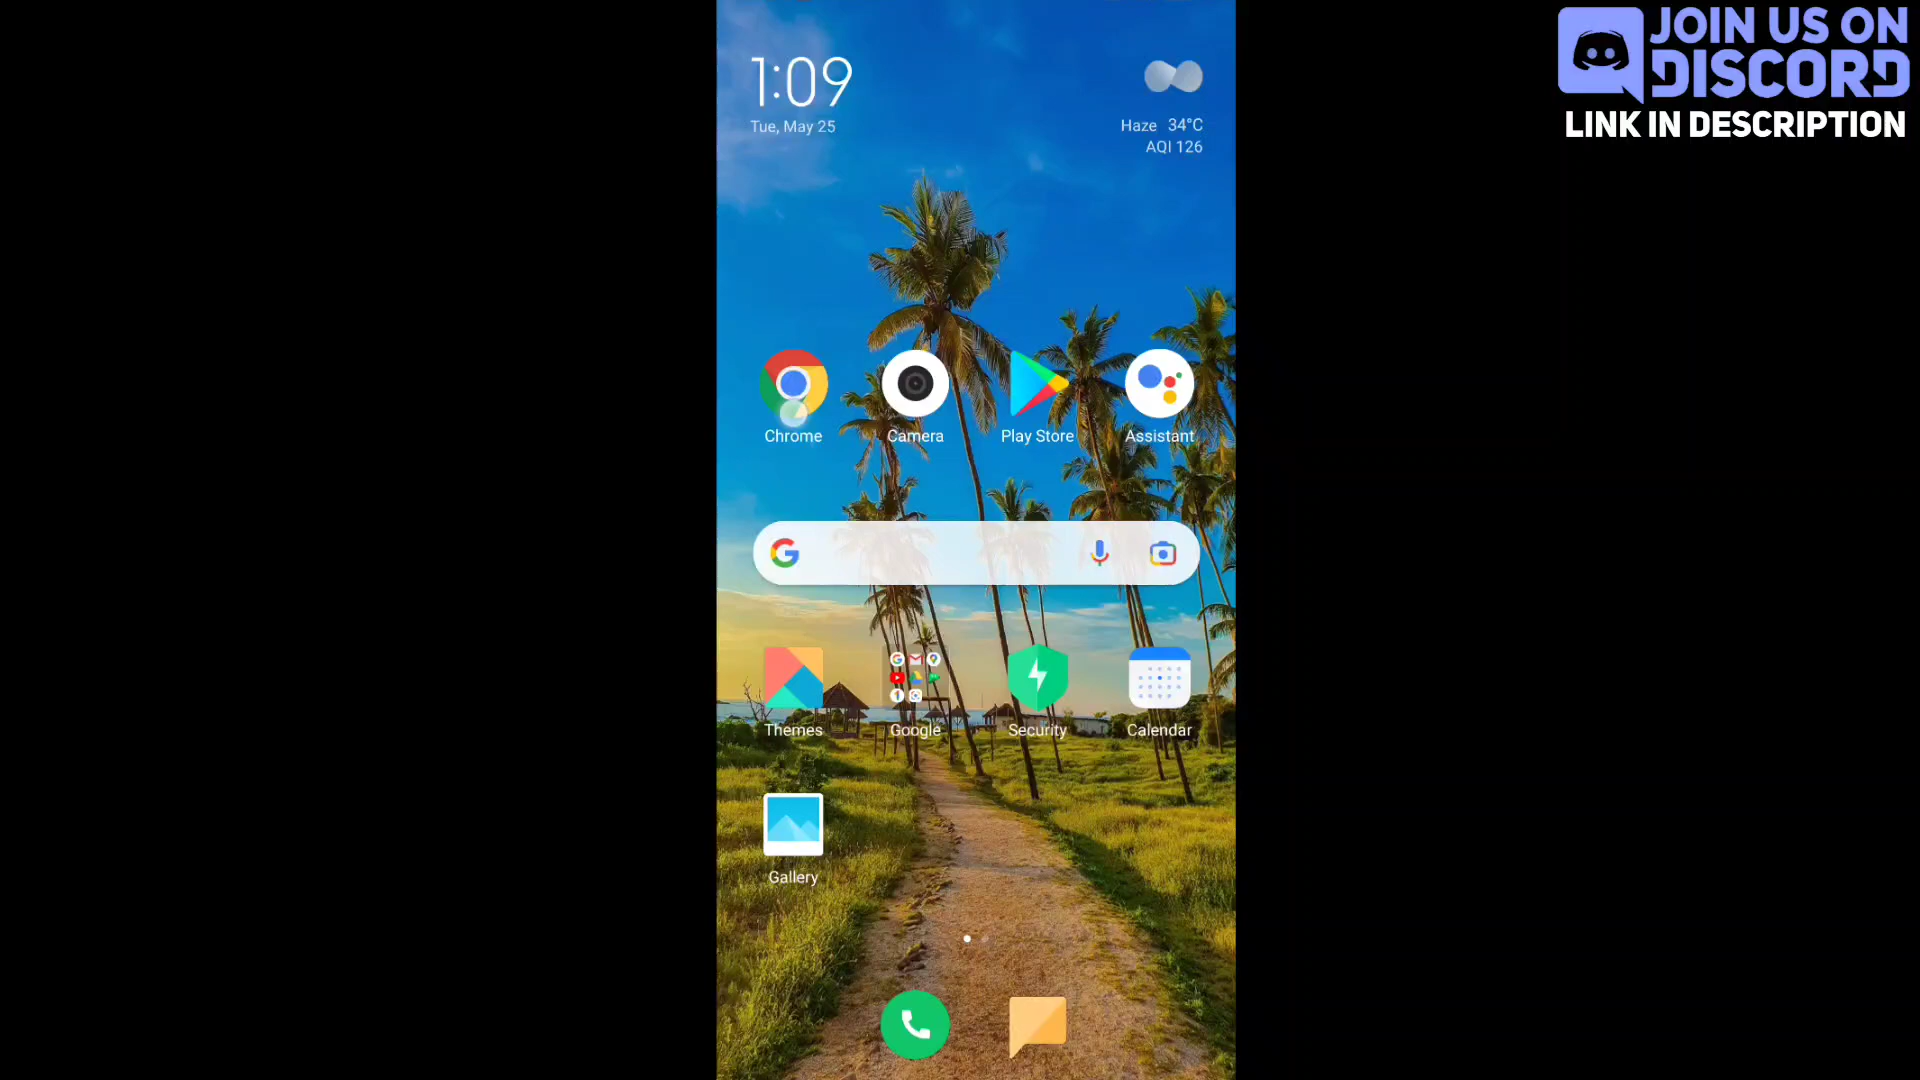 1:09
Tue, May 25
Haze 34°C
AQI 126
JOIN US ON
DISCORD
LINK IN DESCRIPTION
Chrome
Camera
Play Store
Assistant
Themes
Google
Security
Calendar
Gallery